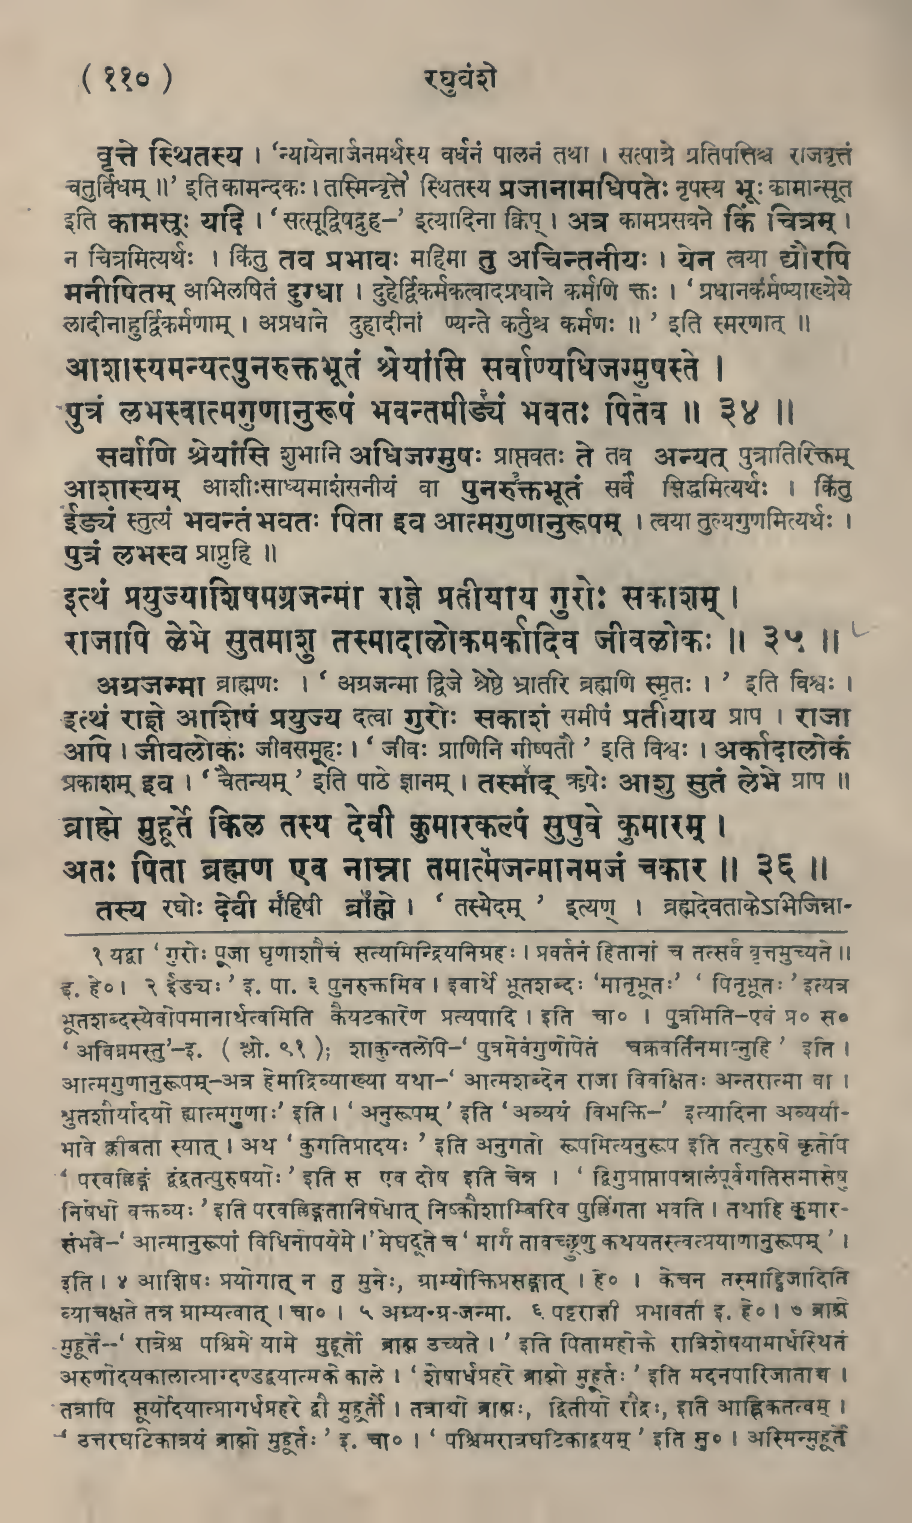 ( ११० ) रघुवंशे
वृत्ते स्थितस्य । ‘न्यायेनार्जनमर्थस्य वर्धनं पालनं तथा । सत्पात्रे प्रतिपत्तिश्च राजवृत्तं
चतुर्विधम् ॥’ इति कामन्दकः । तस्मिन्वृत्ते स्थितस्य प्रजानामधिपतेः नृपस्य भूः कामान्सूत
इति कामसूः यदि । ‘ सत्सूद्विषद्रुह–’ इत्यादिना क्विप् । अत्र कामप्रसवने किं चित्रम् ।
न चित्रमित्यर्थः । किंतु तव प्रभावः महिमा तु अचिन्तनीयः । येन त्वया द्यौरपि
मनीषितम् अभिलषितं दुग्धा । दुहेर्द्विकर्मकत्वादप्रधाने कर्मणि क्तः । ‘ प्रधानकर्मण्याख्येये
लादीनाहुर्द्विकर्मणाम् । अप्रधाने दुहादीनां ण्यन्ते कर्तुश्च कर्मणः ॥ ’ इति स्मरणात् ॥
आशास्यमन्यत्पुनरुक्तभूतं श्रेयांसि सर्वाण्यधिजग्मुषस्ते ।
पुत्रं लभस्वात्मगुणानुरूपं भवन्तमीड्यं भवतः पितेव ॥ ३४ ॥
सर्वाणि श्रेयांसि शुभानि अधिजग्मुषः प्राप्तवतः ते तव अन्यत् पुत्रातिरिक्तम्
आशास्यम् आशीःसाध्यमाशंसनीयं वा पुनरुक्तभूतं सर्वं सिद्धमित्यर्थः । किंतु
ईड्यं स्तुत्यं भवन्तं भवतः पिता इव आत्मगुणानुरूपम् । त्वया तुल्यगुणमित्यर्थः ।
पुत्रं लभस्व प्राप्नुहि ॥
इत्थं प्रयुज्याशिषमग्रजन्मा राज्ञे प्रतीयाय गुरोः सकाशम् ।
राजापि लेभे सुतमाशु तस्मादालोकमर्कादिव जीवलोकः ॥ ३५ ॥
अग्रजन्मा ब्राह्मणः । ‘ अग्रजन्मा द्विजे श्रेष्ठे भ्रातरि ब्रह्मणि स्मृतः । ’ इति विश्वः ।
इत्थं राज्ञे आशिषं प्रयुज्य दत्वा गुरोः सकाशं समीपं प्रतीयाय प्राप । राजा
अपि । जीवलोकः जीवसमूहः । ‘ जीवः प्राणिनि गीष्पतौ ’ इति विश्वः । अर्कादालोकं
प्रकाशम् इव । ‘ चैतन्यम् ’ इति पाठे ज्ञानम् । तस्माद् ऋषेः आशु सुतं लेभे प्राप ॥
ब्राह्मे मुहूर्ते किल तस्य देवी कुमारकल्पं सुषुवे कुमारम् ।
अतः पिता ब्रह्मण एव नाम्ना तमात्मजन्मानमजं चकार ॥ ३६ ॥
तस्य रघोः देवी महिषी ब्राह्मे । ‘ तस्येदम् ’ इत्यण् । ब्रह्मदेवताकेऽभिजिन्ना-
१ यद्वा ‘ गुरोः पूजा घृणाशौचं सत्यमिन्द्रियनिग्रहः । प्रवर्तनं हितानां च तत्सर्वं वृत्तमुच्यते ॥
इ. हे० । २ ईड्यः ’ इ. पा. ३ पुनरुक्तमिव । इवार्थे भूतशब्दः ‘मातृभूतः’ ‘ पितृभूतः ’ इत्यत्र
भूतशब्दस्येवोपमानार्थत्वमिति कैयटकारेण प्रत्यपादि । इति चा० । पुत्रमिति–एवं प्र० स०
‘ अविघ्नमस्तु’–इ. ( श्लो. ९१ ); शाकुन्तलेपि–‘ पुत्रमेवंगुणोपेतं चक्रवर्तिनमाप्नुहि ’ इति ।
आत्मगुणानुरूपम्–अत्र हेमाद्रिव्याख्या यथा–‘ आत्मशब्देन राजा विवक्षितः अन्तरात्मा वा ।
श्रुतशौर्यादयो ह्यात्मगुणाः’ इति । ‘ अनुरूपम् ’ इति ‘अव्ययं विभक्ति–’ इत्यादिना अव्ययी-
भावे क्लीबता स्यात् । अथ ‘ कुगतिप्रादयः ’ इति अनुगतो रूपमित्यनुरूप इति तत्पुरुषे कृतेपि
‘ परवल्लिङ्गं द्वंद्वतत्पुरुषयोः ’ इति स एव दोष इति चेन्न । ‘ द्विगुप्राप्तापन्नालंपूर्वगतिसमासेषु
निषेधो वक्तव्यः ’ इति परवल्लिङ्गतानिषेधात् निष्कौशाम्बिरिव पुल्लिंगता भवति । तथाहि कुमार-
संभवे–‘ आत्मानुरूपां विधिनोपयेमे ।’ मेघदूते च ‘ मार्गं तावच्छृणु कथयतस्त्वत्प्रयाणानुरूपम् ’ ।
इति । ४ आशिषः प्रयोगात् न तु मुनेः, ग्राम्योक्तिप्रसङ्गात् । हे० । केचन तस्माद्द्विजादिति
व्याचक्षते तन्न ग्राम्यत्वात् । चा० । ५ अग्र्य-ग्र-जन्मा. ६ पट्टराज्ञी प्रभावती इ. हे० । ७ ब्राह्मे
मुहूर्ते–‘ रात्रेश्च पश्चिमे यामे मुहूर्तो ब्राह्म उच्यते । ’ इति पितामहोक्ते रात्रिशेषयामार्धस्थितं
अरुणोदयकालात्प्राग्दण्डद्वयात्मके काले । ‘ शेषार्धप्रहरे ब्राह्मो मुहूर्तः ’ इति मदनपारिजाताच्च ।
तत्रापि सूर्योदयात्प्रागर्धप्रहरे द्वौ मुहूर्तौ । तत्राद्यो ब्राह्मः, द्वितीयो रौद्रः, इति आह्निकतत्वम् ।
‘ उत्तरघटिकात्रयं ब्राह्मो मुहूर्तः ’ इ. चा० । ‘ पश्चिमरात्रघटिकाद्वयम् ’ इति सु० । अस्मिन्मुहूर्ते